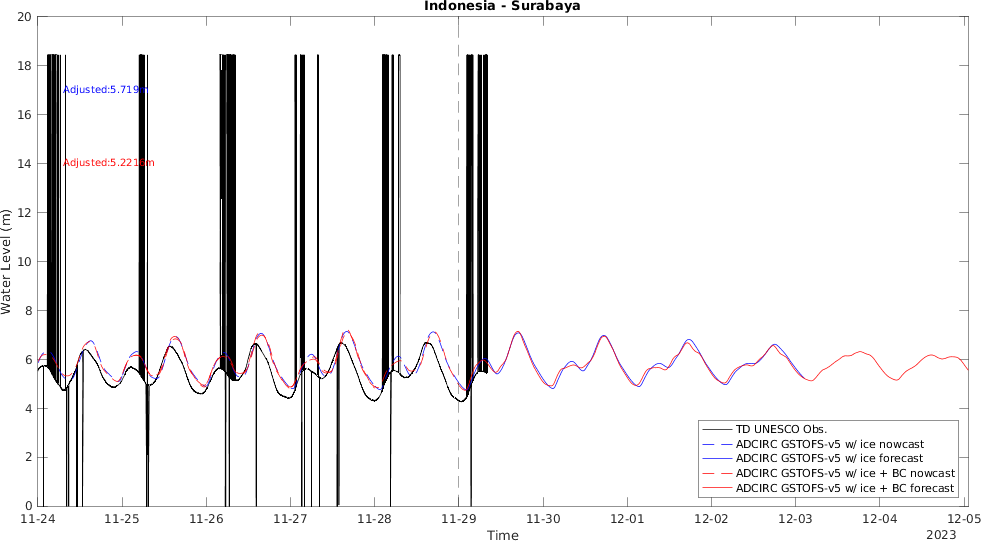 Indonesia - Surabaya
20
18
16
14
12
10
8
6
4
2
0
Water Level (m)
Adjusted:5.719m
Adjusted:5.221
11-24
11-25
11-26
11-27
11-28
11-29
11-30
12-01
12-02
12-03
12-04
12-05
Time
2023
TD UNESCO Obs.
ADCIRC GSTOFS-v5 w/ ice nowcast
ADCIRC GSTOFS-v5 w/ ice forecast
ADCIRC GSTOFS-v5 w/ ice + BC nowcast
ADCIRC GSTOFS-v5 w/ ice + BC forecast